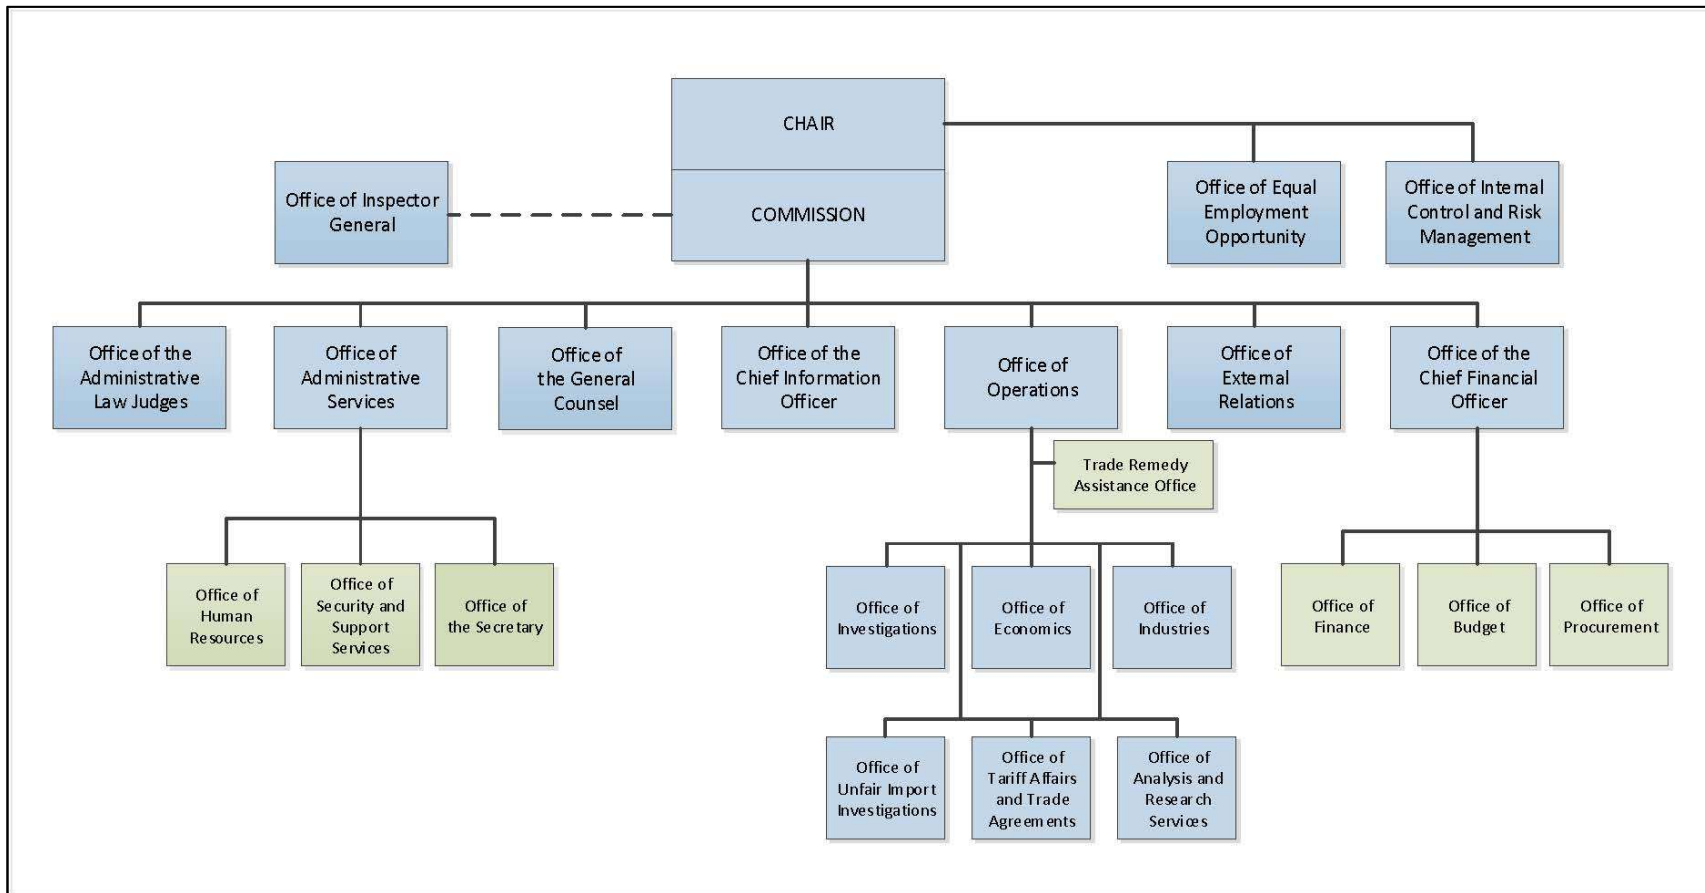 CHAIR
COMMISSION
Office of Inspector
General
Office of Equal
Employment
Opportunity
Office of Internal
Control and Risk
Management
Office of the
Administrative
Law Judges
Office of
Administrative
Services
Office of
the General
Counsel
Office of the
Chief Information
Officer
Office of
Operations
Office of
External
Relations
Office of the
Chief Financial
Officer
Trade Remedy
Assistance Office
Office of
Human
Resources
Office of
Security and
Support
Services
Office of
the Secretary
Office of
Investigations
Office of
Economics
Office of
Industries
Office of
Finance
Office of
Budget
Office of
Procurement
Office of
Unfair Import
Investigations
Office of
Tariff Affairs
and Trade
Agreements
Office of
Analysis and
Research
Services